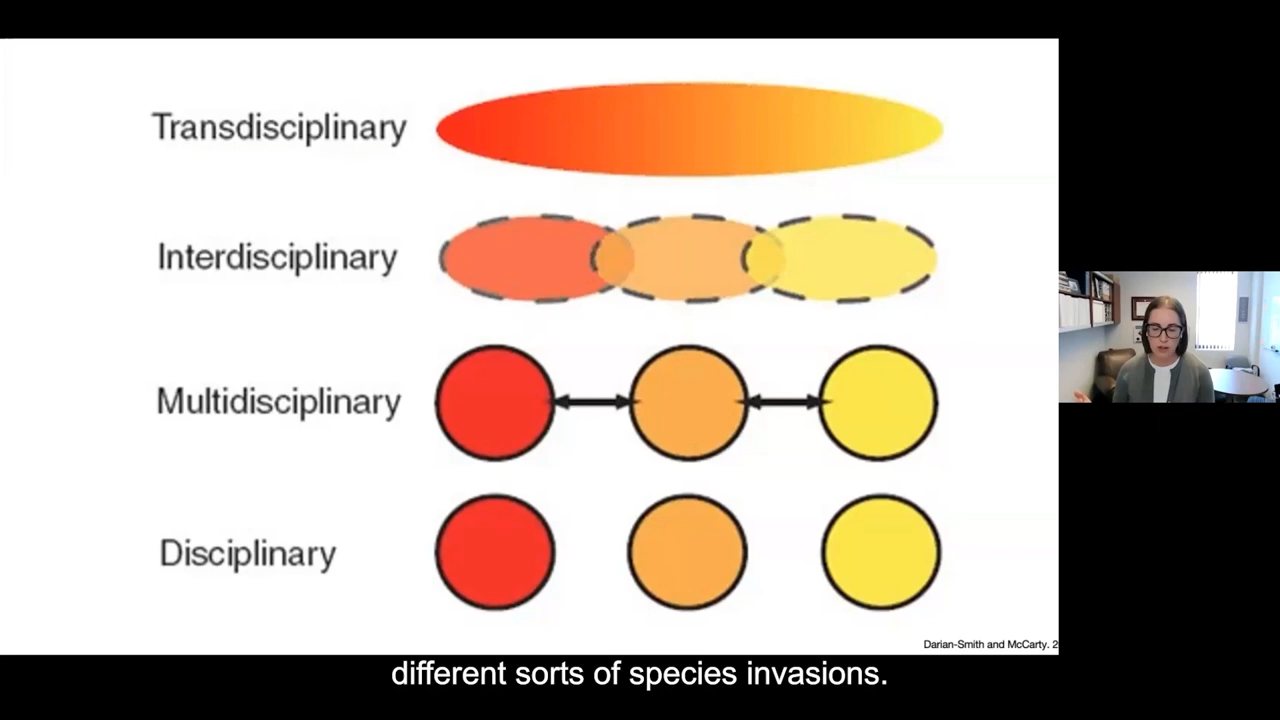 Transdisciplinary
Interdisciplinary
Multidisciplinary
Disciplinary
Darian-Smith and McCarty. 2
different sorts of species invasions.